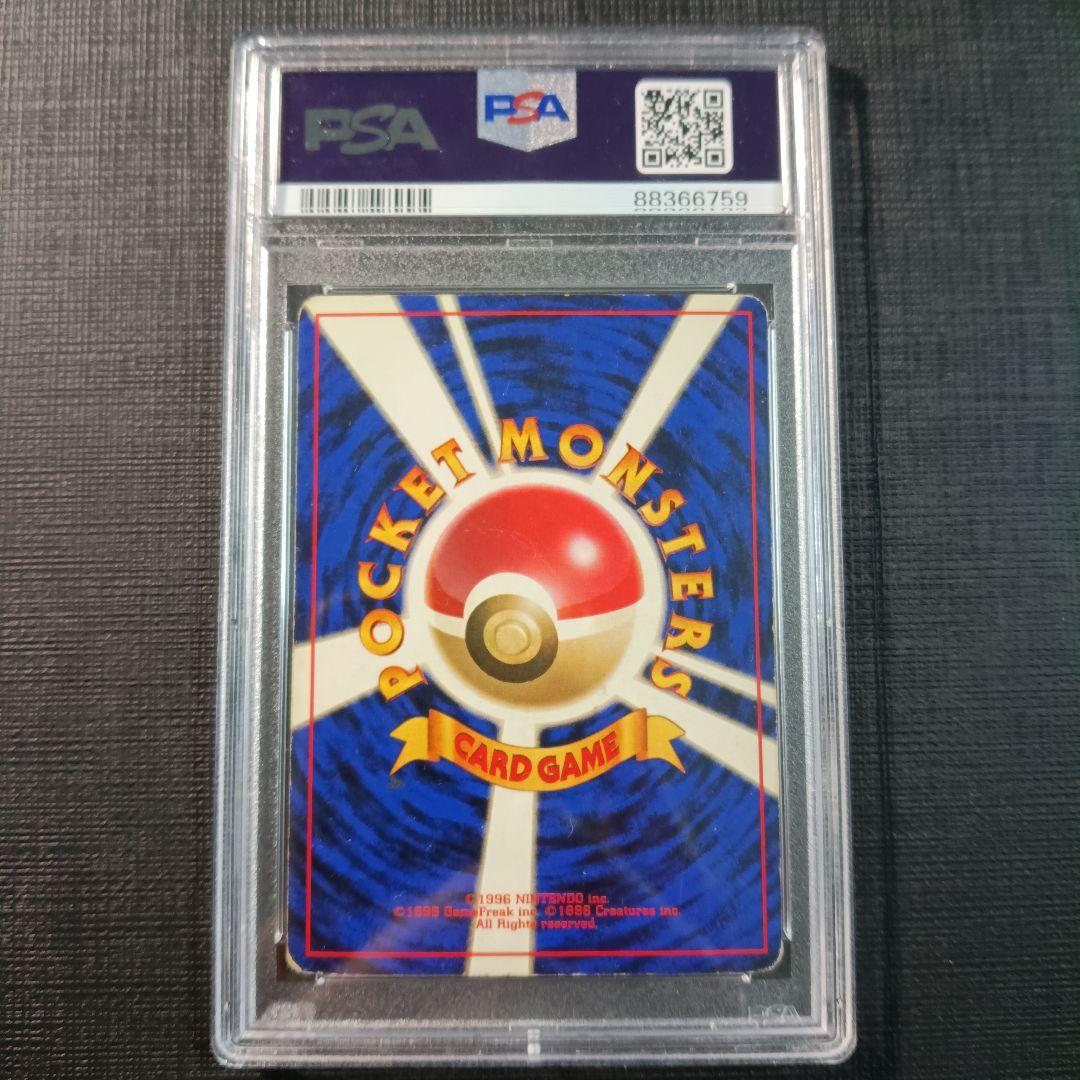 PSA
PSA
88366759
POCKET MONSTERS
CARD GAME
©1996 NINTENDO inc.
©1996 GameFreak inc. ©1996 Creatures inc.
All Rights reserved.